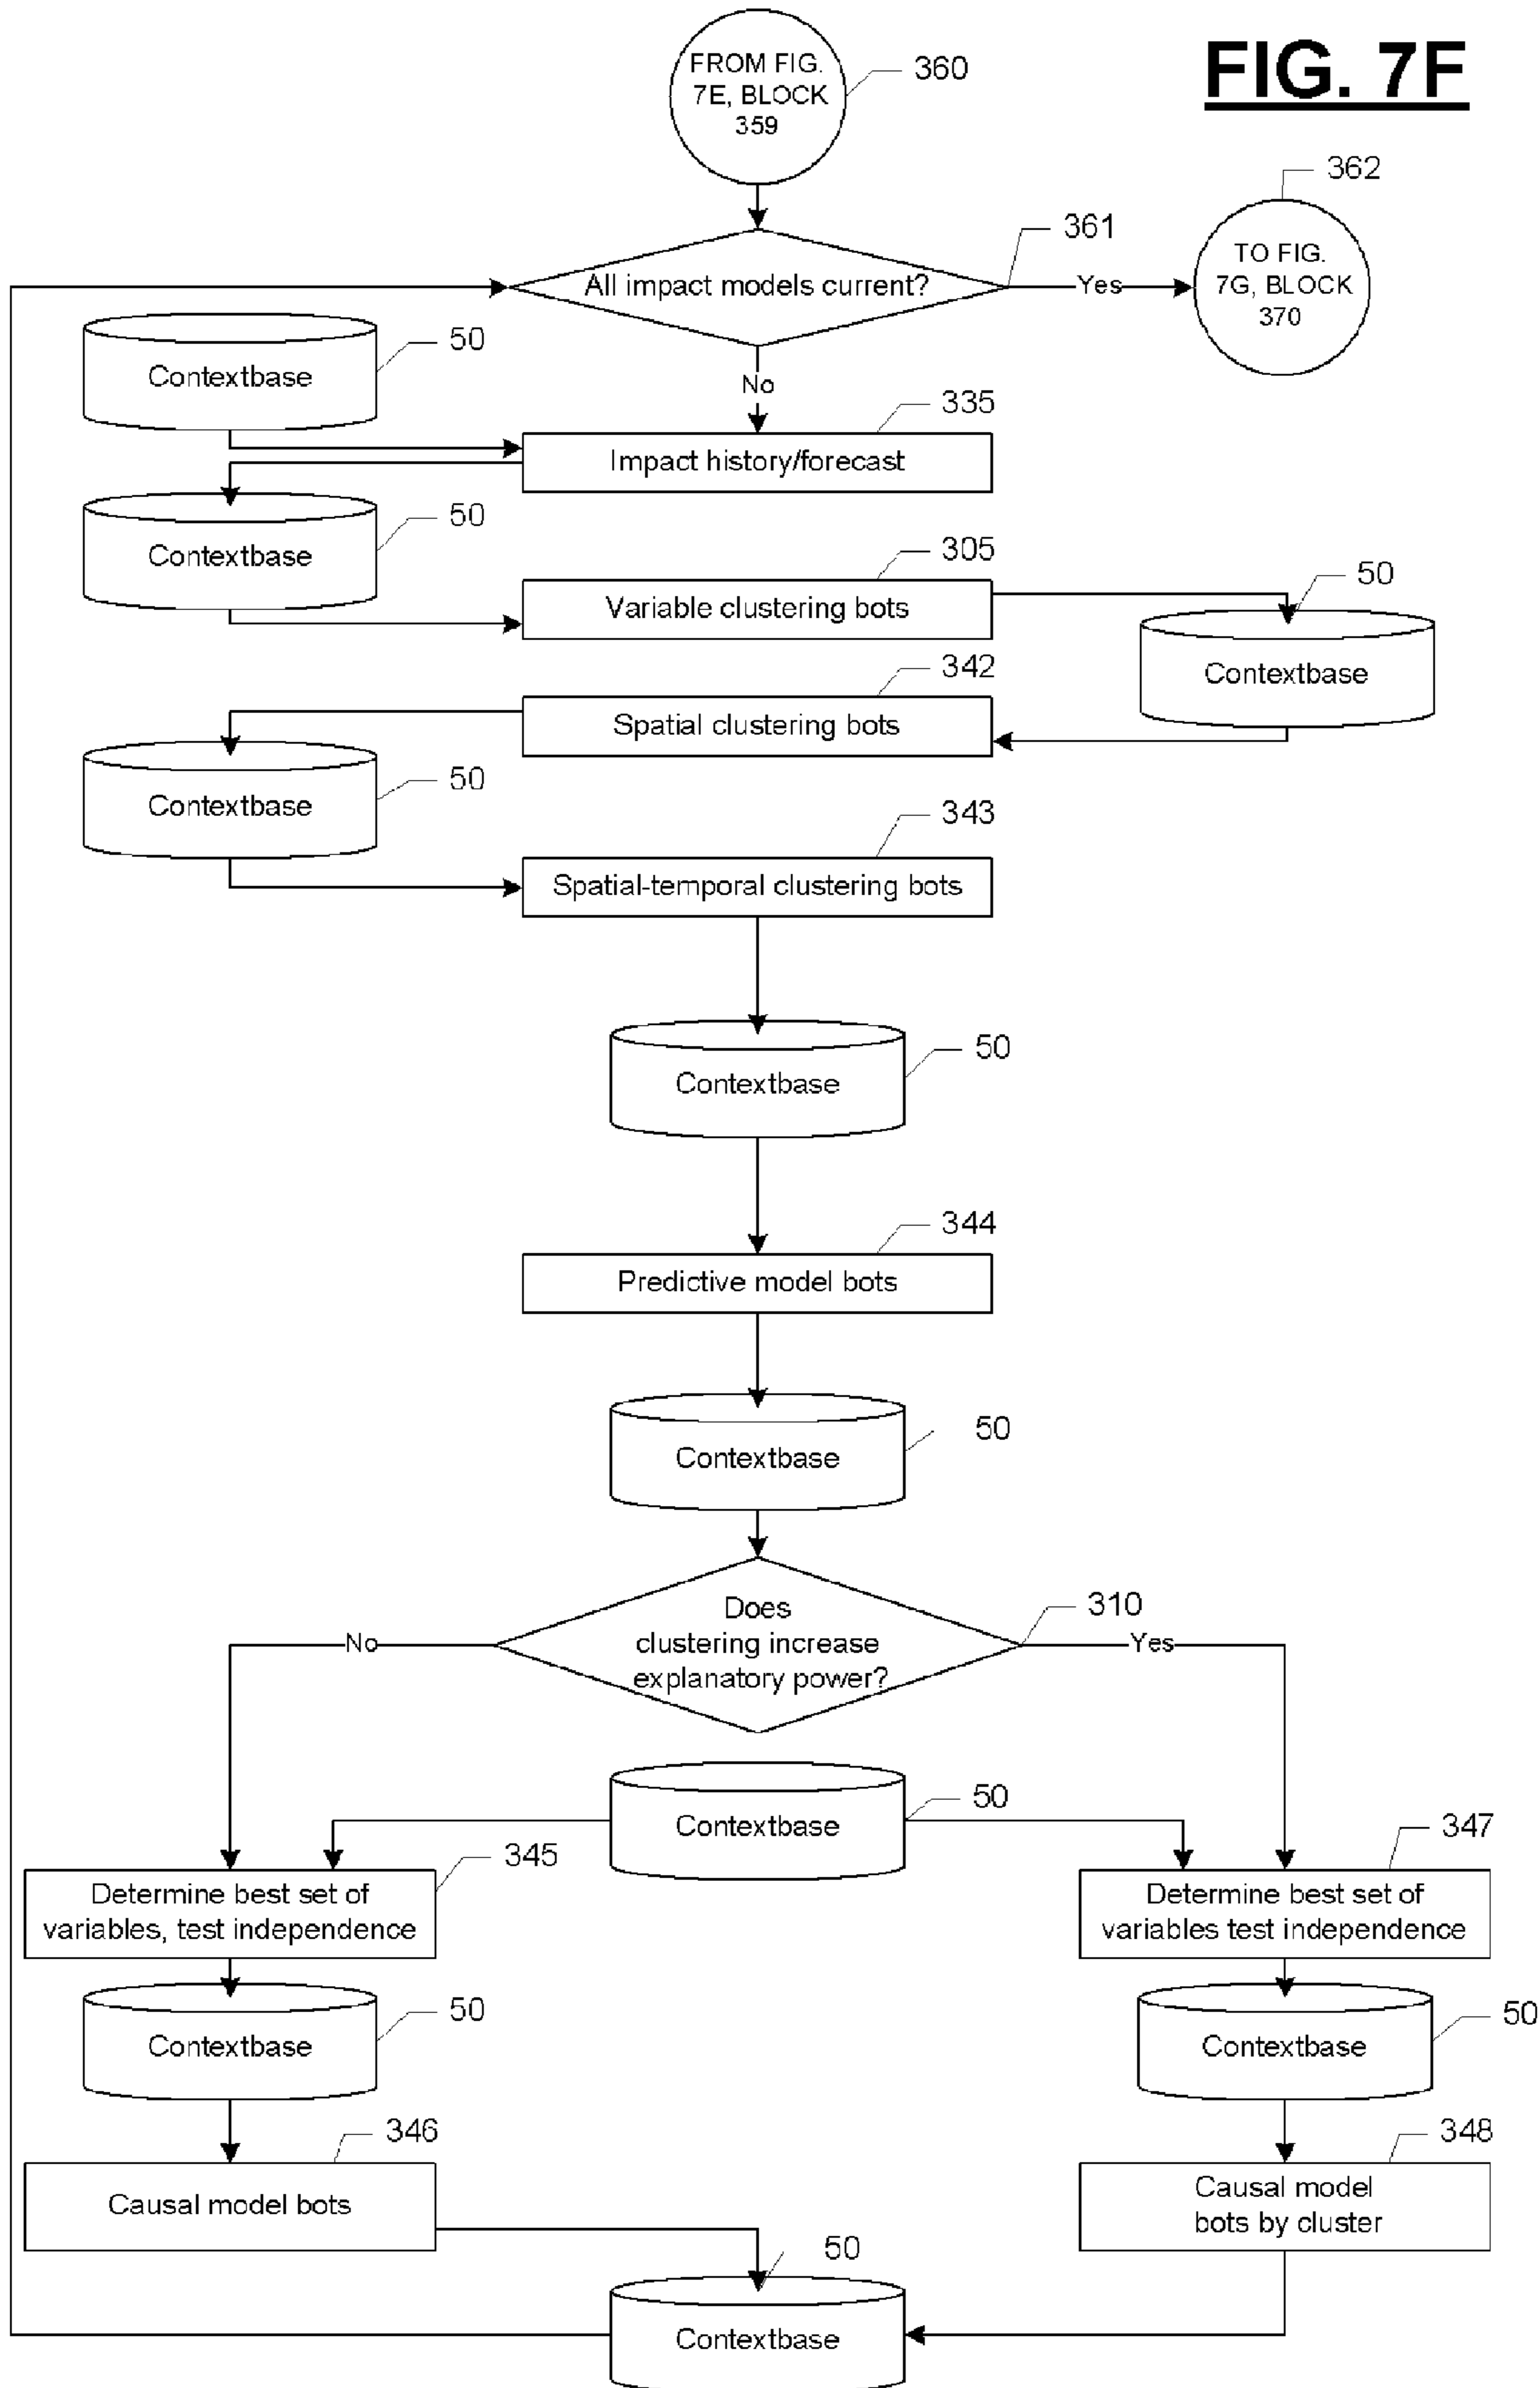 FROM FIG.
7E, BLOCK
359
360
FIG. 7F
362
361
TO FIG.
7G, BLOCK
370
All impact models current?
Yes
50
Contextbase
No
335
Impact history/forecast
50
Contextbase
305
Variable clustering bots
50
Contextbase
342
Spatial clustering bots
50
Contextbase
343
Spatial-temporal clustering bots
50
Contextbase
344
Predictive model bots
50
Contextbase
310
Does
clustering increase
explanatory power?
No
Yes
50
Contextbase
345
347
Determine best set of
variables, test independence
Determine best set of
variables test independence
50
Contextbase
50
Contextbase
346
348
Causal model bots
Causal model
bots by cluster
50
Contextbase